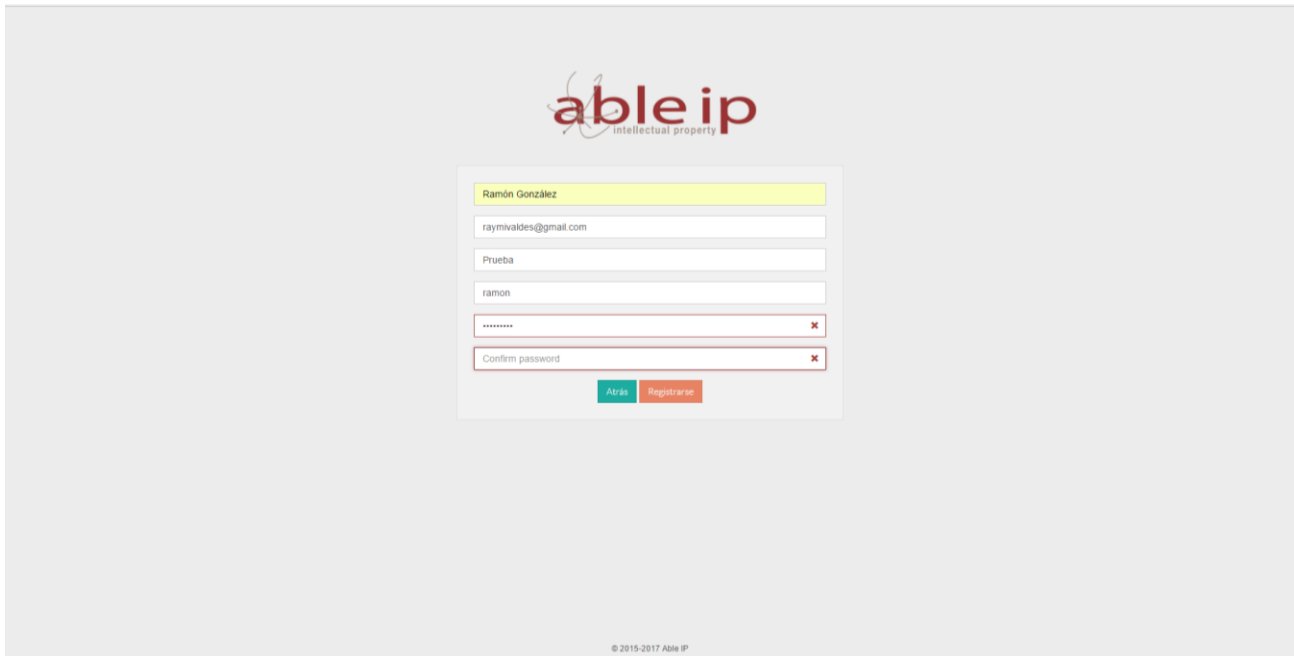 able ip
intellectual property
Ramón González
raymivaldes@gmail.com
Prueba
ramon
•••••••••
Confirm password
Atrás Registrarse
© 2015-2017 Able IP